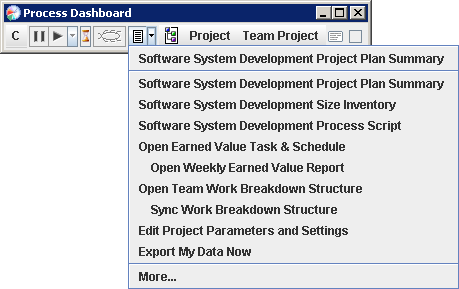 Process Dashboard
C Project Team Project
Software System Development Project Plan Summary
Software System Development Project Plan Summary
Software System Development Size Inventory
Software System Development Process Script
Open Earned Value Task & Schedule
Open Weekly Earned Value Report
Open Team Work Breakdown Structure
Sync Work Breakdown Structure
Edit Project Parameters and Settings
Export My Data Now
More...